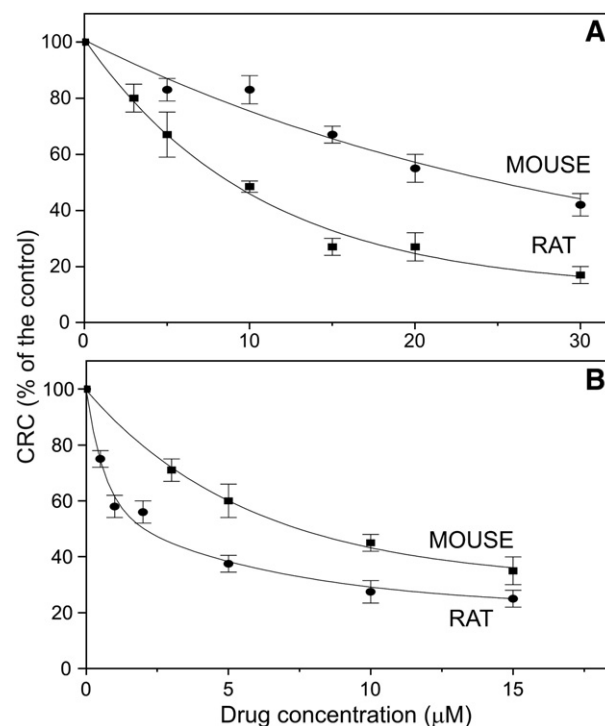 A
100
80
60
40
20
0
MOUSE
RAT
0 10 20 30
CRC (% of the control)
B
100
80
60
40
20
0
MOUSE
RAT
0 5 10 15
Drug concentration (μM)